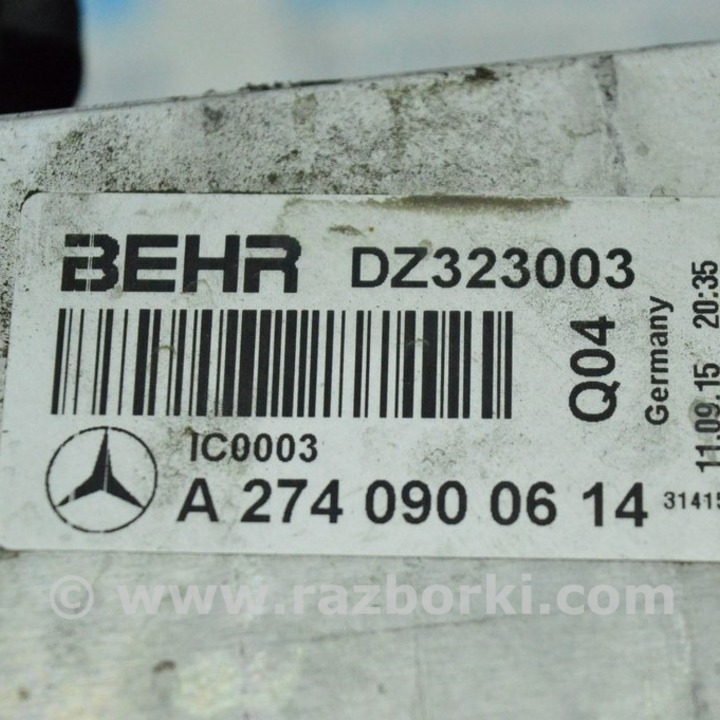 BEHR DZ323003
Q04
Germany
11.09.15 20:35
IC0003
A 274 090 06 14
31415
© www.razborki.com